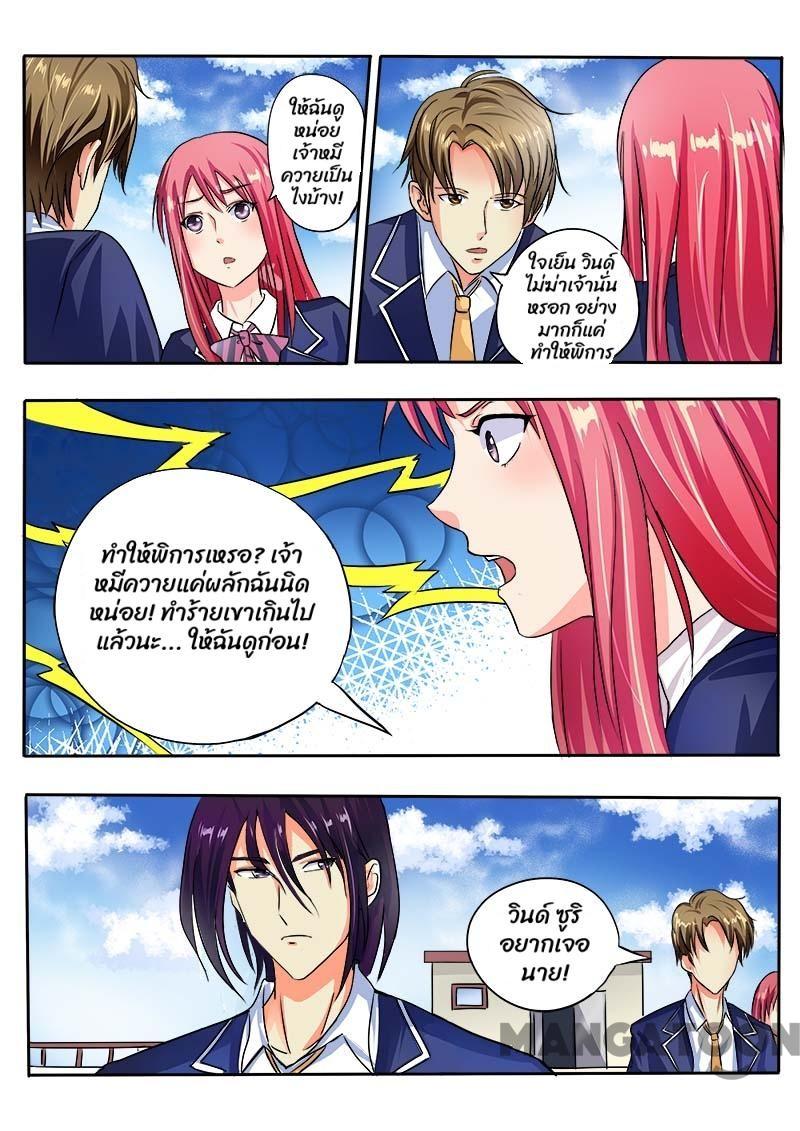 ให้ฉันดู
หน่อย
เจ้าหมี
ควายเป็น
ไงบ้าง!
ใจเย็น วินด์
ไม่ฆ่าเจ้านั่น
หรอก อย่าง
มากก็แค่
ทำให้พิการ
ทำให้พิการเหรอ? เจ้า
หมีควายแค่ผลักฉันนิด
หน่อย! ทำร้ายเขาเกินไป
แล้วนะ... ให้ฉันดูก่อน!
วินด์ ซูริ
อยากเจอ
นาย!
MANGATOON